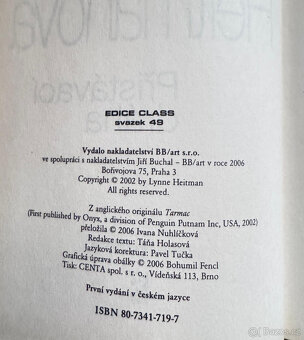 EDICE CLASS
svazek 49
Vydalo nakladatelství BB/art s.r.o.
ve spolupráci s nakladatelstvím Jiří Buchal – BB/art v roce 2006
Bořivojova 75, Praha 3
Copyright © 2002 by Lynne Heitman
All rights reserved.
Z anglického originálu Tarmac
(First published by Onyx, a division of Penguin Putnam Inc, USA, 2002)
přeložila © 2006 Ivana Nuhlíčková
Redakce textu: Táňa Holasová
Jazyková korektura: Pavel Tučka
Grafická úprava obálky © 2006 Bohumil Fencl
Tisk: CENTA spol. s r. o., Vídeňská 113, Brno
První vydání v českém jazyce
ISBN 80-7341-719-7